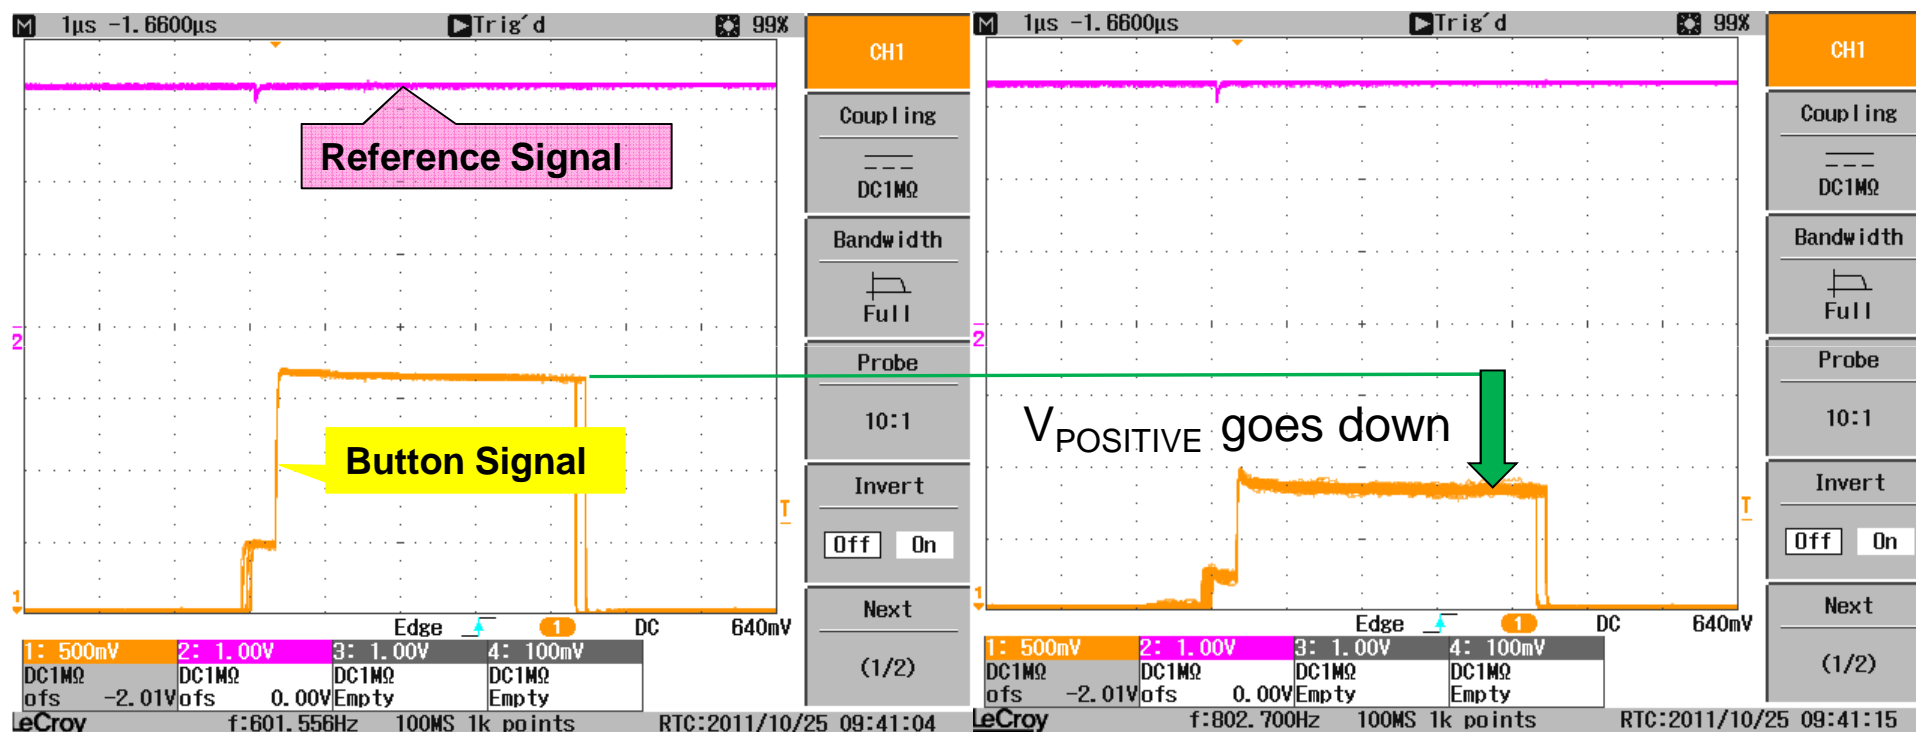 M 1µs -1.6600µs Trig´d 99%
CH1
Coupling
DC1MΩ
Bandwidth
Full
Probe
10:1
Invert
Off On
Next
(1/2)
Reference Signal
2
Button Signal
T
1
Edge 1 DC 640mV
1: 500mV 2: 1.00V 3: 1.00V 4: 100mV
DC1MΩ DC1MΩ DC1MΩ DC1MΩ
ofs -2.01V ofs 0.00V Empty Empty
LeCroy f:601.556Hz 100MS 1k points RTC:2011/10/25 09:41:04
M 1µs -1.6600µs Trig´d 99%
CH1
Coupling
DC1MΩ
Bandwidth
Full
Probe
10:1
Invert
Off On
Next
(1/2)
2
VPOSITIVE goes down
T
1
Edge 1 DC 640mV
1: 500mV 2: 1.00V 3: 1.00V 4: 100mV
DC1MΩ DC1MΩ DC1MΩ DC1MΩ
ofs -2.01V ofs 0.00V Empty Empty
LeCroy f:802.700Hz 100MS 1k points RTC:2011/10/25 09:41:15